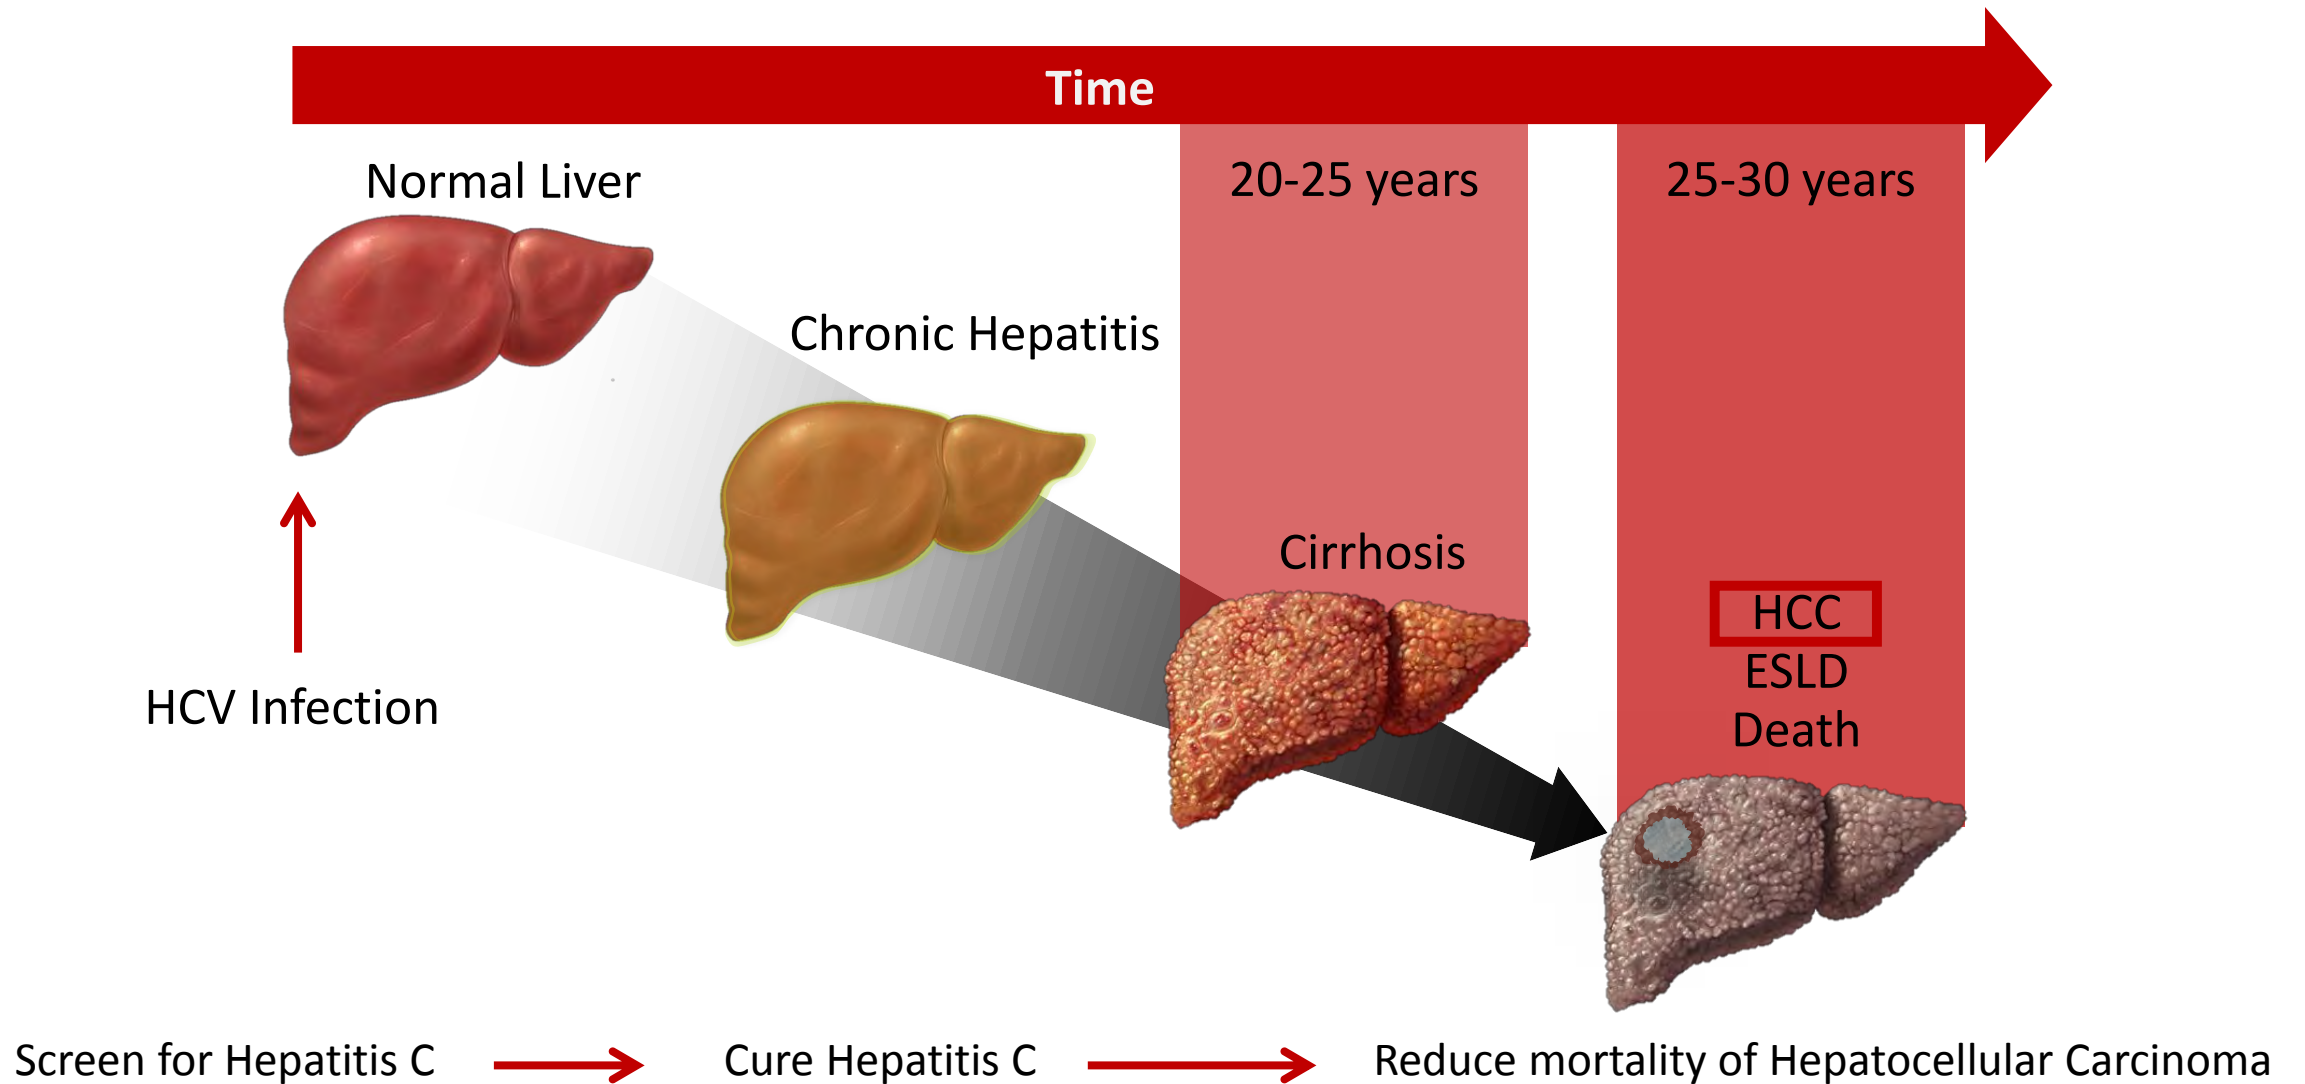 Time
Normal Liver
20-25 years
25-30 years
Chronic Hepatitis
Cirrhosis
HCC
ESLD
Death
HCV Infection
Screen for Hepatitis C
Cure Hepatitis C
Reduce mortality of Hepatocellular Carcinoma